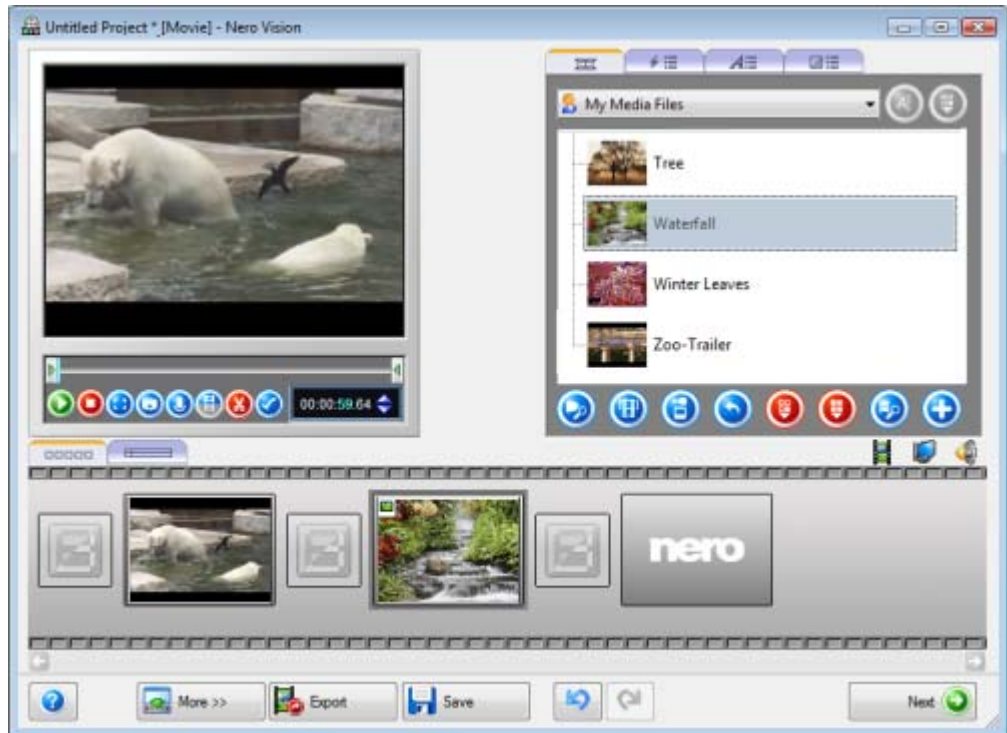 Untitled Project *_[Movie] - Nero Vision
My Media Files
Tree
Waterfall
Winter Leaves
Zoo-Trailer
00:00:59.64
nero
More >>
Export
Save
Next